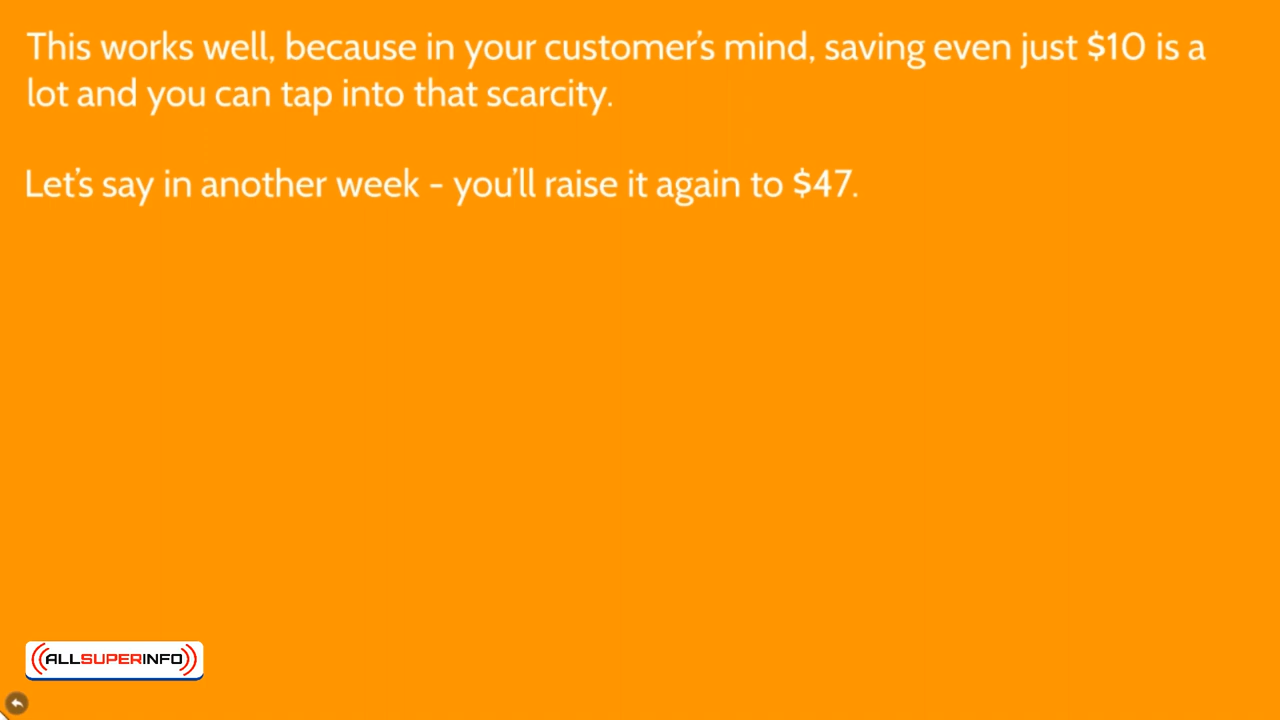 This works well, because in your customer's mind, saving even just $10 is a
lot and you can tap into that scarcity.
Let's say in another week - you'll raise it again to $47.
ALLSUPERINFO